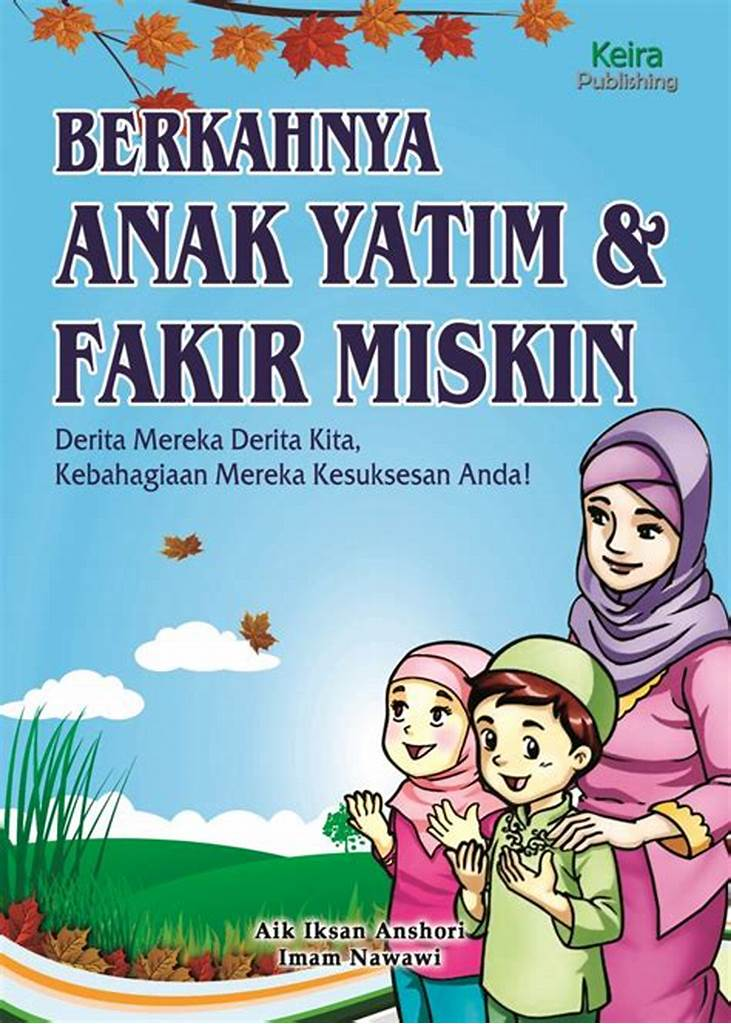 Keira
Publishing
BERKAHNYA
ANAK YATIM &
FAKIR MISKIN
Derita Mereka Derita Kita,
Kebahagiaan Mereka Kesuksesan Anda!
Aik Iksan Anshori
Imam Nawawi